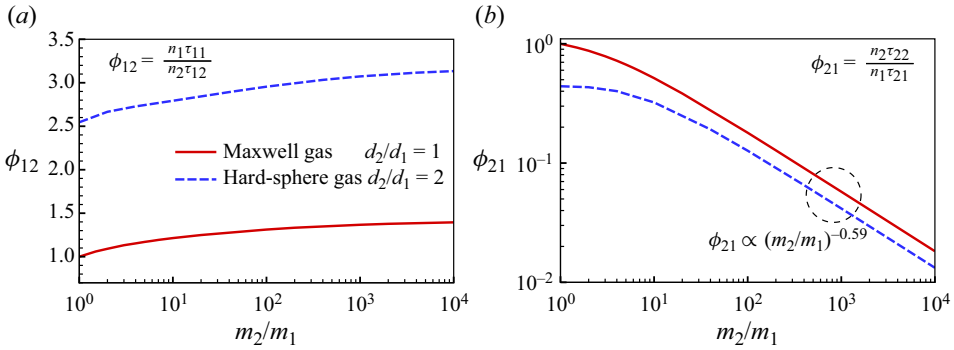 (a)
3.5
3.0
2.5
2.0
1.5
1.0
ϕ12
ϕ12 = n1τ11 / n2τ12
Maxwell gas d2/d1 = 1
Hard-sphere gas d2/d1 = 2
10^0 10^1 10^2 10^3 10^4
m2/m1
(b)
10^0
10^–1
10^–2
ϕ21
ϕ21 = n2τ22 / n1τ21
ϕ21 ∝ (m2/m1)^–0.59
10^0 10^1 10^2 10^3 10^4
m2/m1